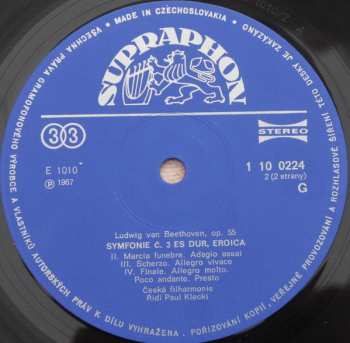 MADE IN CZECHOSLOVAKIA • VŠECHNA PRÁVA GRAMOFONOVÉHO VÝROBCE A VLASTNÍKŮ AUTORSKÝCH PRÁV K DÍLU VYHRAŽENA. POŘIZOVÁNÍ KOPIÍ, VEŘEJNÉ PROVOZOVÁNÍ A ROZHLASOVÉ ŠÍŘENÍ TÉTO DESKY JE ZAKÁZÁNO
SUPRAPHON
33
STEREO
E 1010
Ⓟ 1967
1 10 0224
2 (2 strany)
G
Ludwig van Beethoven, op. 55
SYMFONIE Č. 3 ES DUR, EROICA
II. Marcia funebre. Adagio assai
III. Scherzo. Allegro vivace
IV. Finale. Allegro molto.
Poco andante. Presto
Česká filharmonie
Řídí Paul Klecki